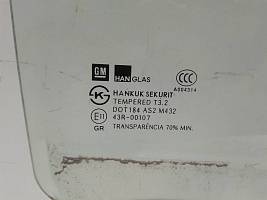 GM HANGLAS CCC
A004314
HANKUK SEKURIT
TEMPERED T3.2
DOT184 AS2 M432
E11 43R-00107
GR TRANSPARÊNCIA 70% MIN.